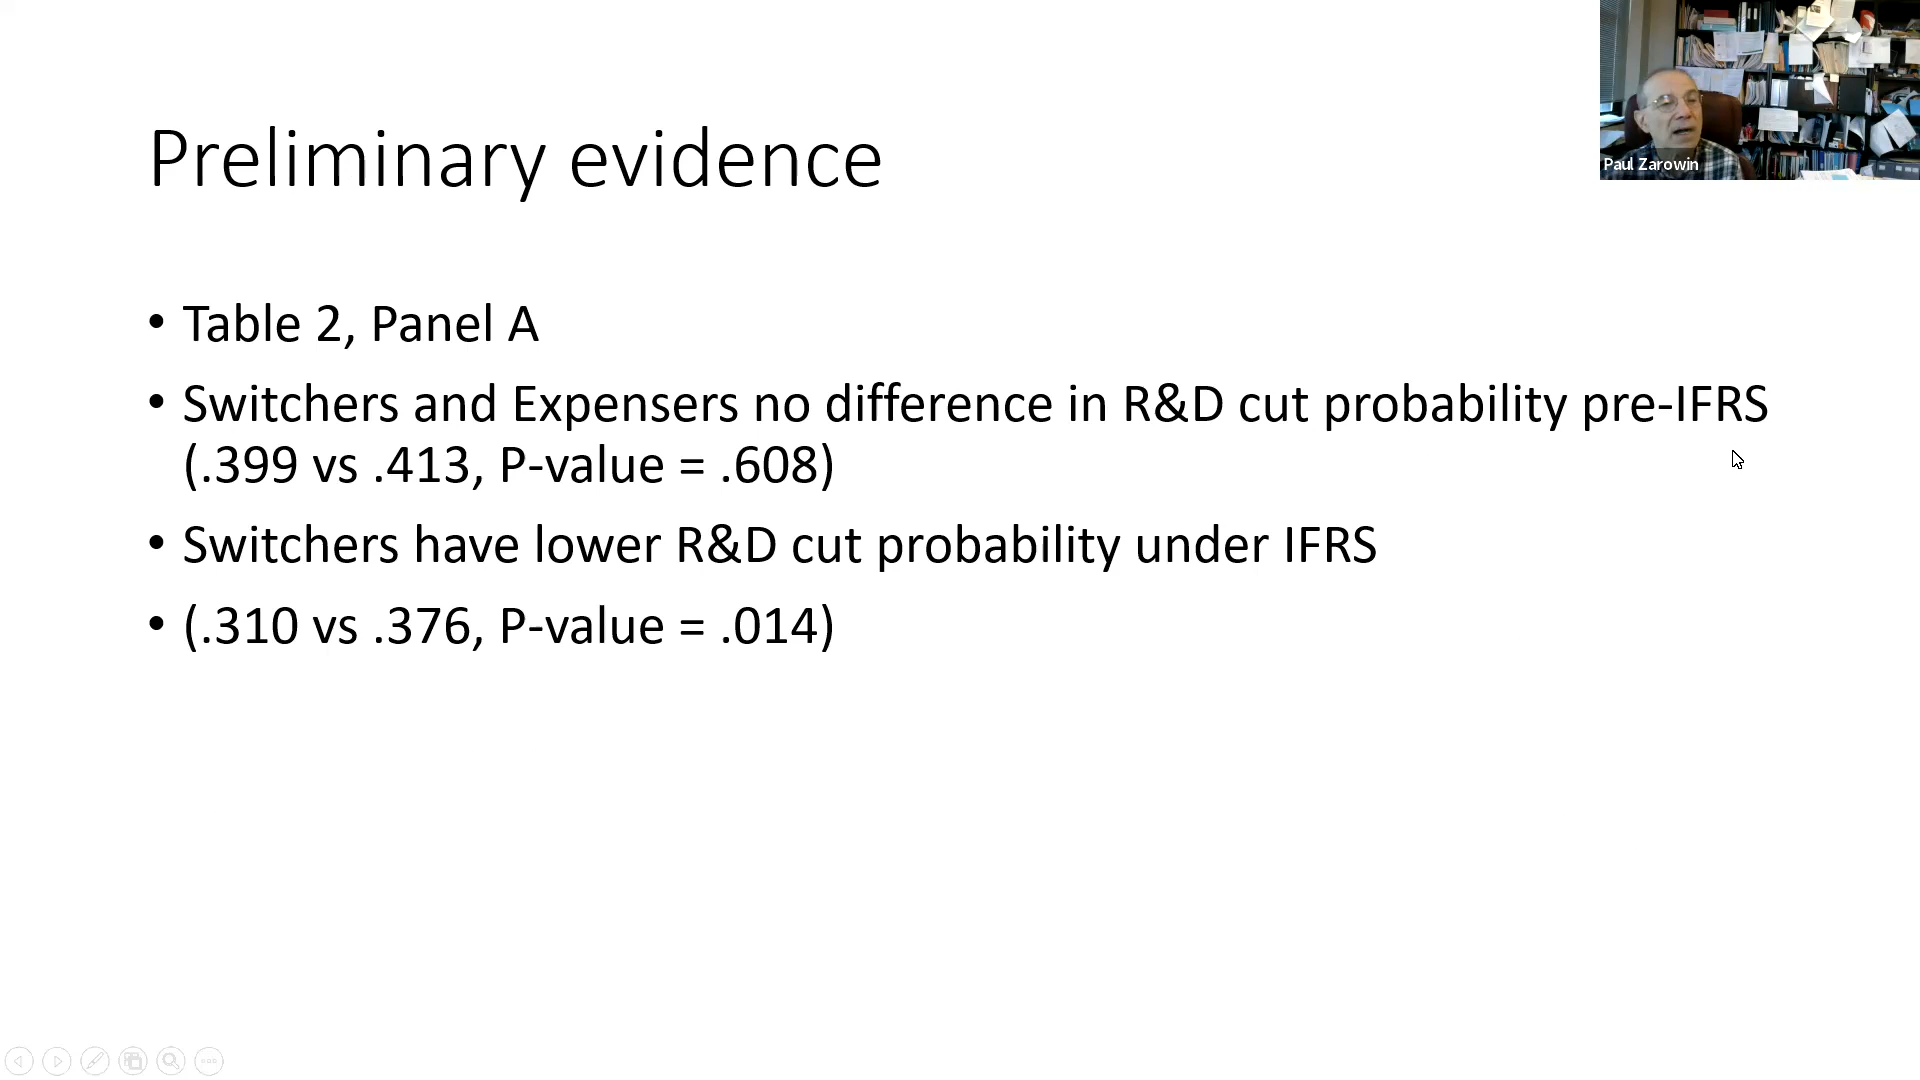 Preliminary evidence
Paul Zarowin
• Table 2, Panel A
• Switchers and Expensers no difference in R&D cut probability pre-IFRS
(.399 vs .413, P-value = .608)
• Switchers have lower R&D cut probability under IFRS
• (.310 vs .376, P-value = .014)